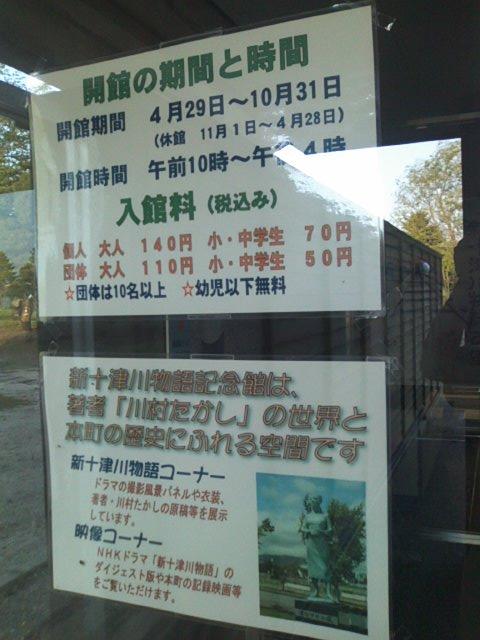 開館の期間と時間
開館期間 4月29日～10月31日
(休館 11月1日～4月28日)
開館時間 午前10時～午 4時
入館料(税込み)
個人 大人 140円 小・中学生 70円
団体 大人 110円 小・中学生 50円
☆団体は10名以上 ☆幼児以下無料
新十津川物語記念館は、
著者「川村たかし」の世界と
本町の歴史にふれる空間です
新十津川物語コーナー
ドラマの撮影風景パネルや衣装、
著者・川村たかしの原稿等を展示
しています。
映像コーナー
NHKドラマ「新十津川物語」の
ダイジェスト版や本町の記録映画等
をご覧いただけます。